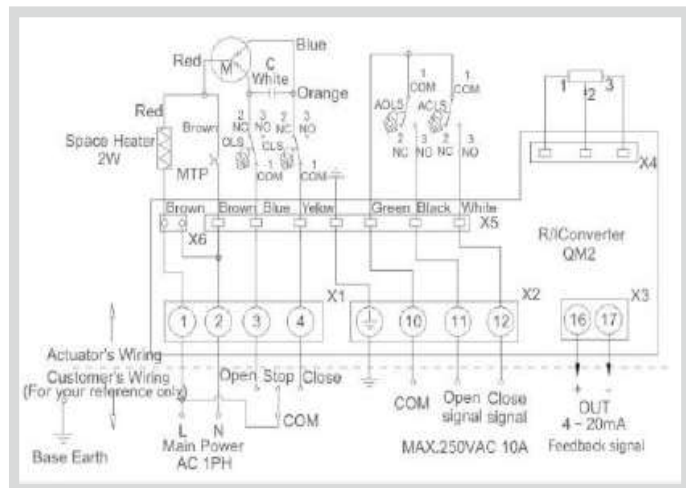 Blue
Red
M
C
White
Orange
Red
Space Heater
2W
Brown
2 3 2 3
NC NO NC NO
OLS CLS
1 1
COM COM
MTP
1
COM
1
COM
AOLS ACLS
2 3 2 3
NC NO NC NO
1 2 3
X4
Brown Brown Blue Yellow Green Black White
X6
X5
R/IConverter
QM2
X1
X2
X3
1 2 3 4 10 11 12 16 17
Actuator's Wiring
Customer's Wiring
(For your reference only)
Open Stop Close
COM
+ -
L N
Main Power
AC 1PH
COM Open signal Close signal
MAX.250VAC 10A
OUT
4 ~ 20mA
Feedback signal
Base Earth